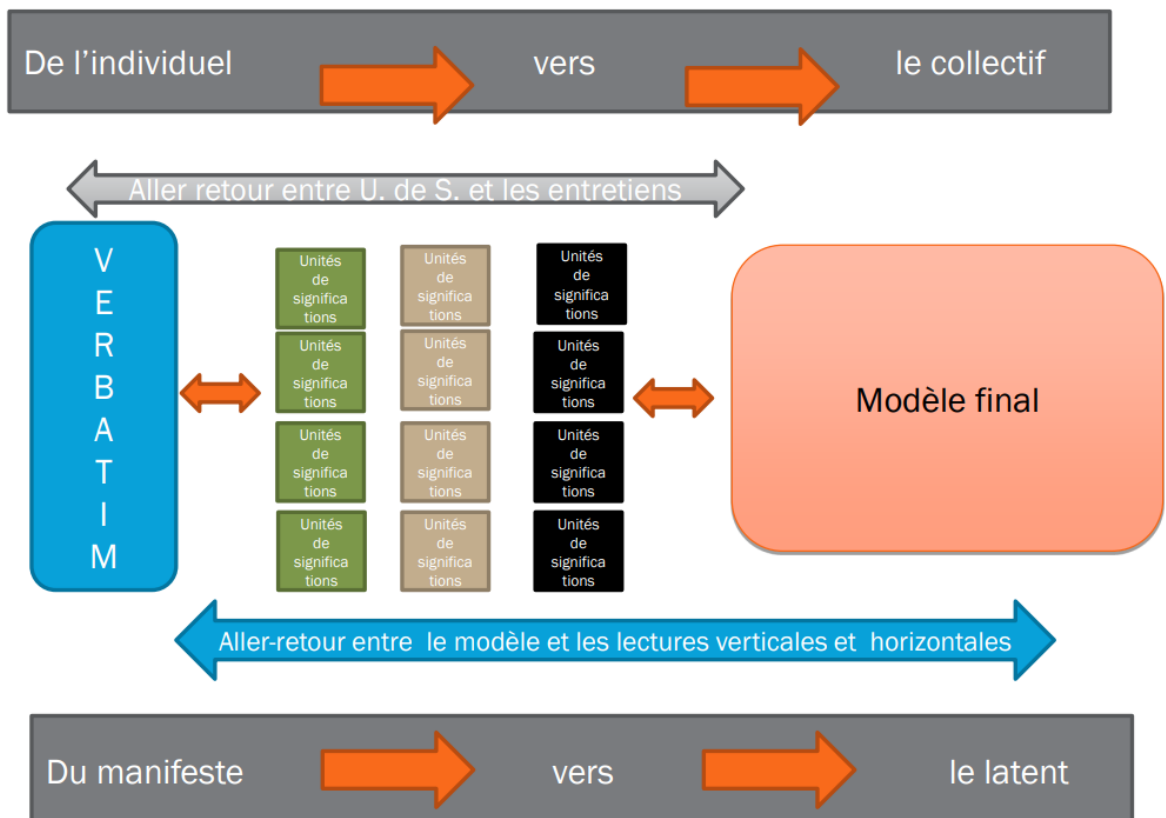 De l'individuel vers le collectif
Aller retour entre U. de S. et les entretiens
V
E
R
B
A
T
I
M
Unités
de
significa
tions
Unités
de
significa
tions
Unités
de
significa
tions
Unités
de
significa
tions
Unités
de
significa
tions
Unités
de
significa
tions
Unités
de
significa
tions
Unités
de
significa
tions
Unités
de
significa
tions
Unités
de
significa
tions
Unités
de
significa
tions
Unités
de
significa
tions
Modèle final
Aller-retour entre le modèle et les lectures verticales et horizontales
Du manifeste vers le latent